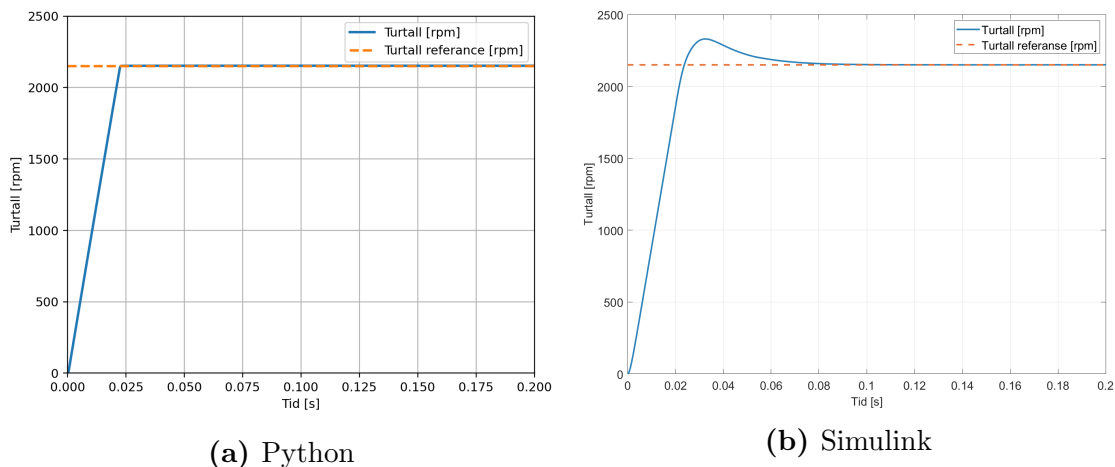 2500
2000
1500
1000
500
0
Turtall [rpm]
Turtall [rpm]
Turtall referance [rpm]
0.000 0.025 0.050 0.075 0.100 0.125 0.150 0.175 0.200
Tid [s]
(a) Python
2500
2000
1500
1000
500
0
Turtall [rpm]
Turtall [rpm]
Turtall referanse [rpm]
0 0.02 0.04 0.06 0.08 0.1 0.12 0.14 0.16 0.18 0.2
Tid [s]
(b) Simulink